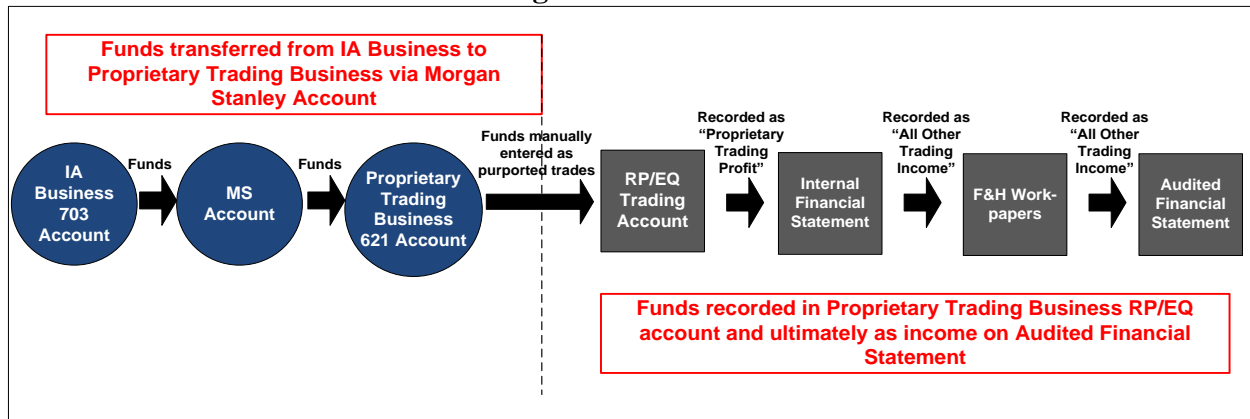 Funds transferred from IA Business to
Proprietary Trading Business via Morgan
Stanley Account
IA
Business
703
Account
Funds
MS
Account
Funds
Proprietary
Trading
Business
621 Account
Funds manually
entered as
purported trades
RP/EQ
Trading
Account
Recorded as
“Proprietary
Trading
Profit”
Internal
Financial
Statement
Recorded as
“All Other
Trading
Income”
F&H Work-
papers
Recorded as
“All Other
Trading
Income”
Audited
Financial
Statement
Funds recorded in Proprietary Trading Business RP/EQ
account and ultimately as income on Audited Financial
Statement